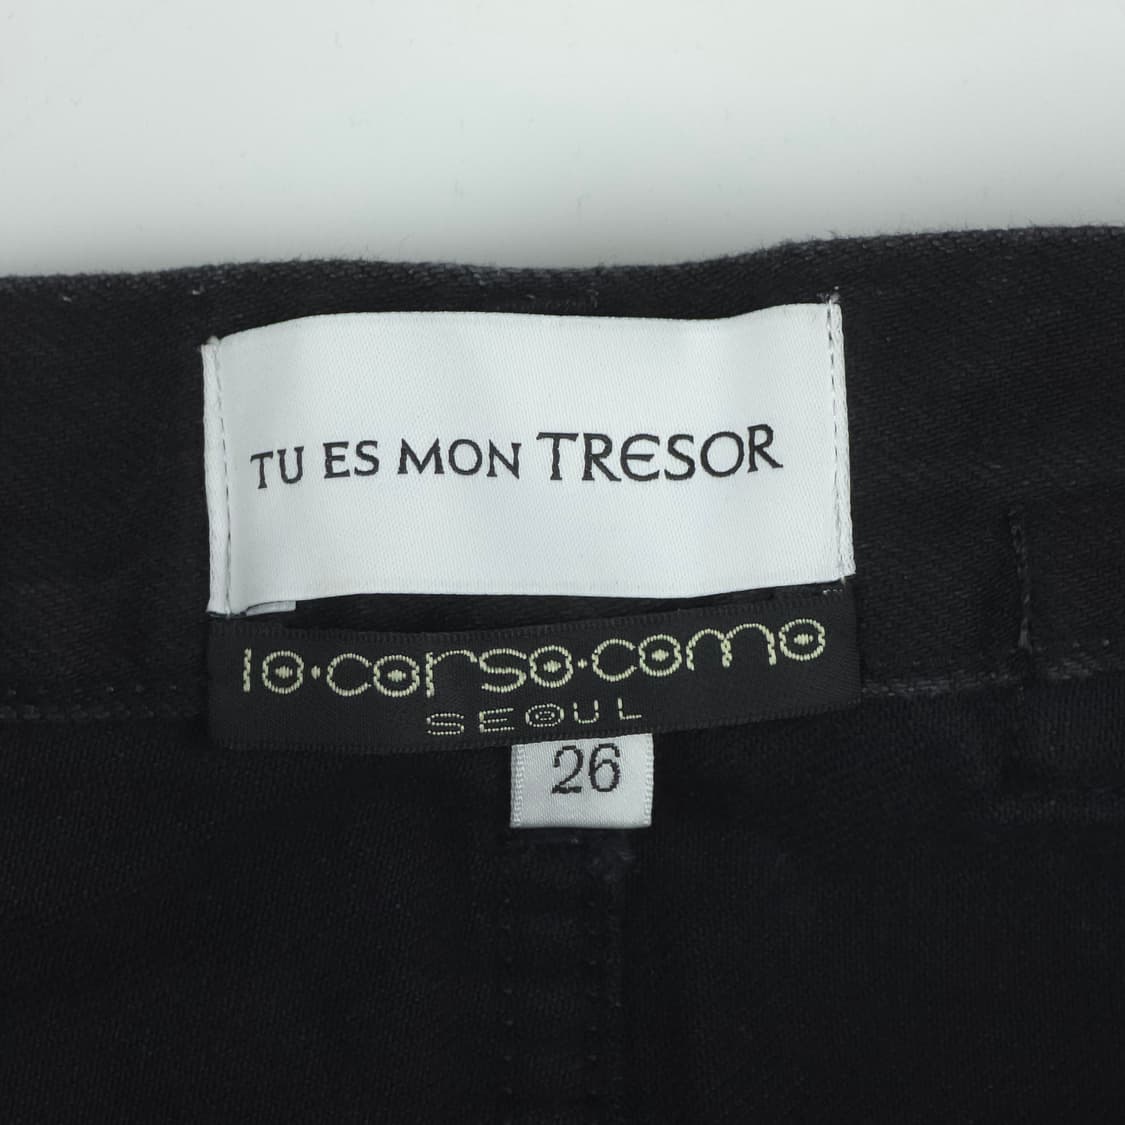 TU ES MON TRESOR
10·corso·como
SEOUL
26